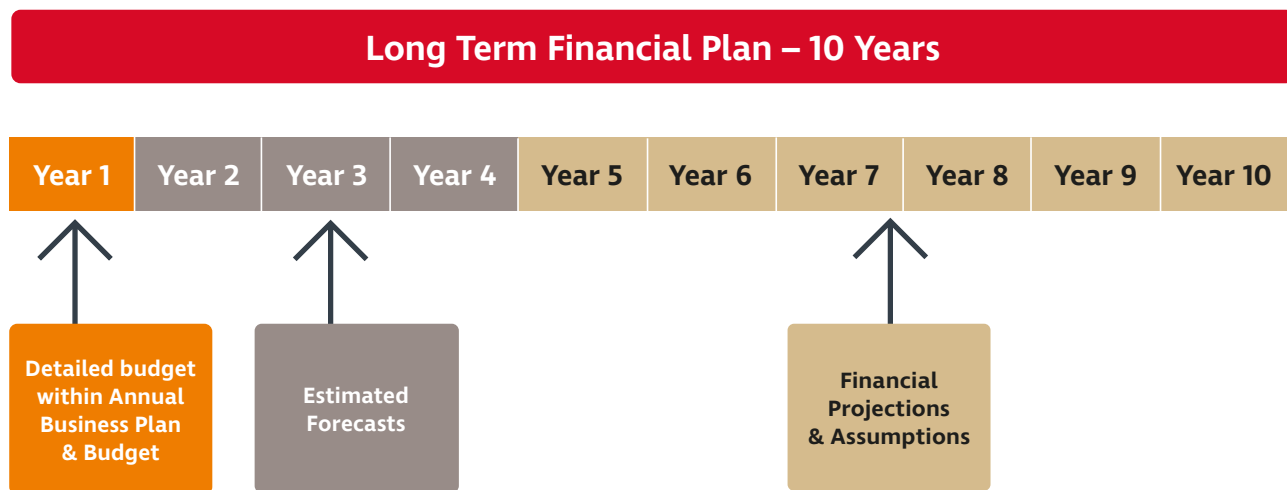 Long Term Financial Plan – 10 Years
Year 1 Year 2 Year 3 Year 4 Year 5 Year 6 Year 7 Year 8 Year 9 Year 10
Detailed budget
within Annual
Business Plan
& Budget
Estimated
Forecasts
Financial
Projections
& Assumptions